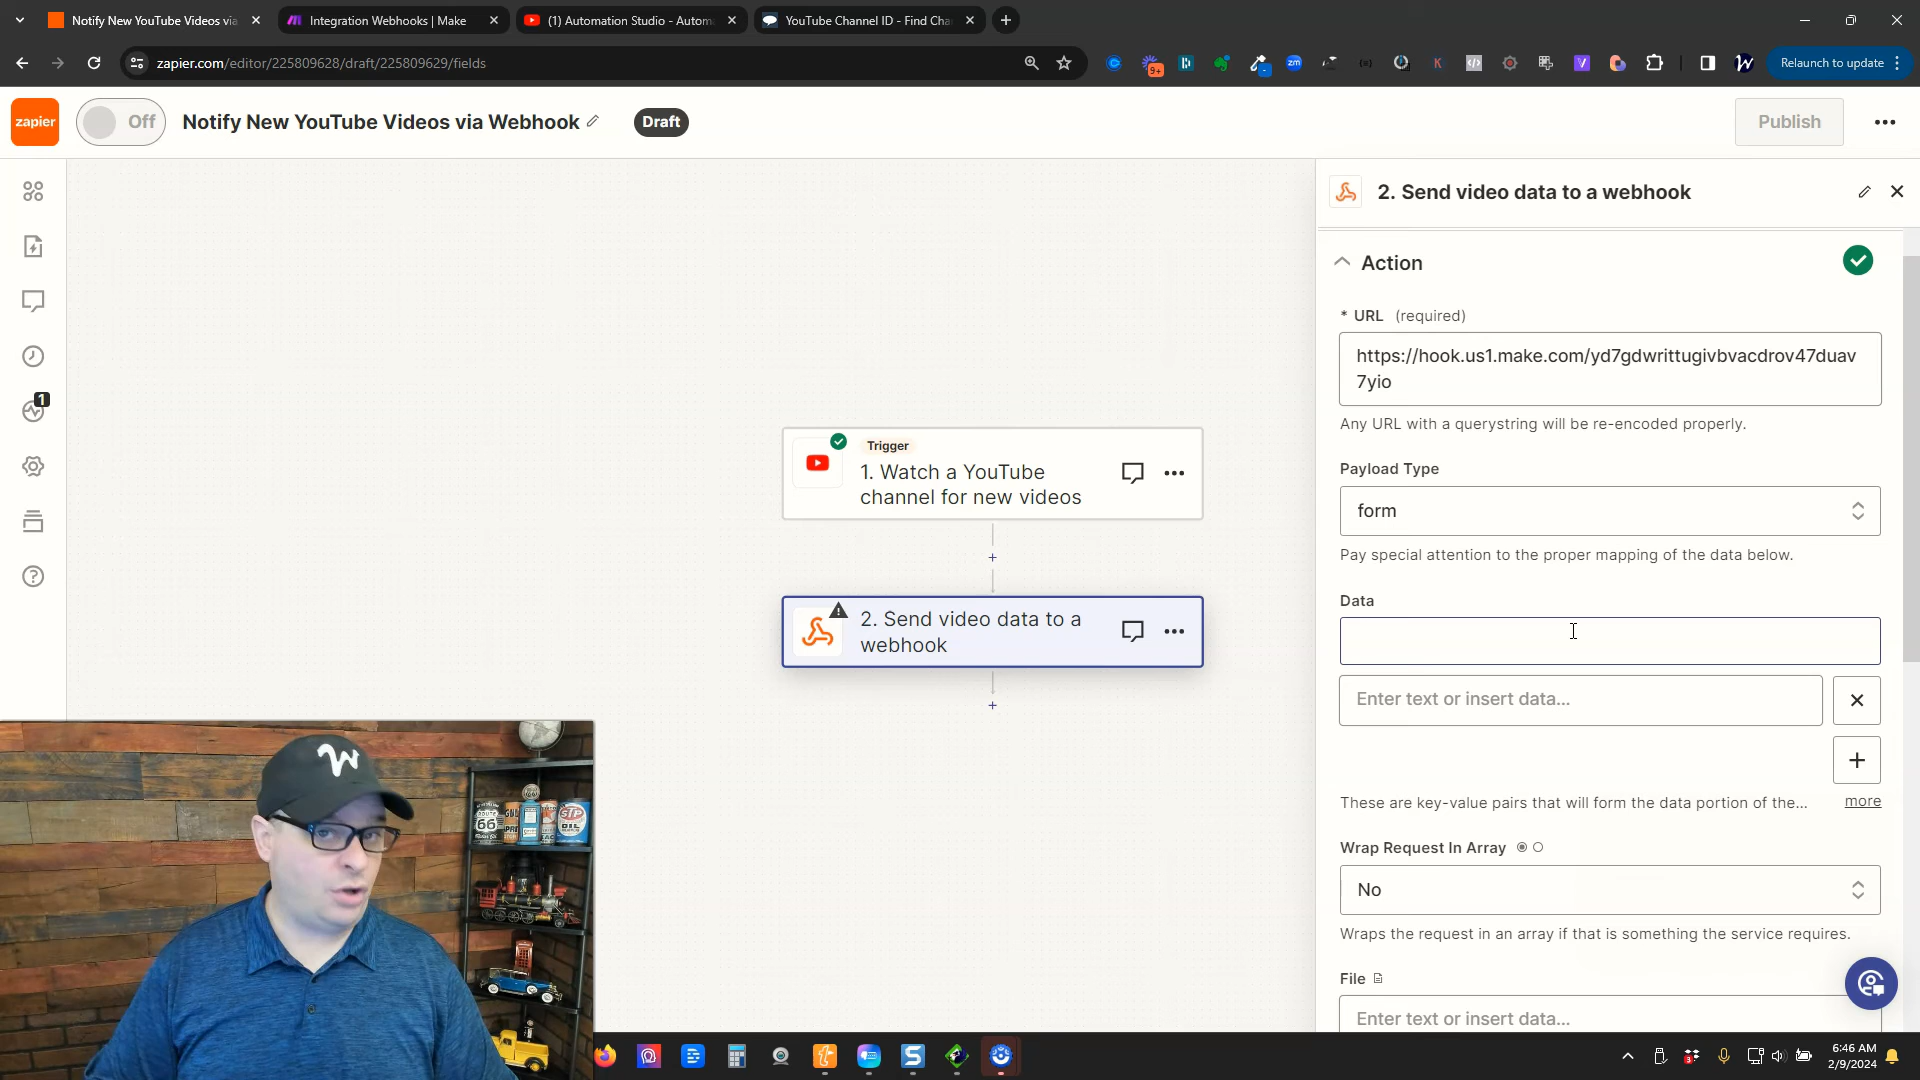 Notify New YouTube Videos via
Integration Webhooks | Make
(1) Automation Studio - Autom
YouTube Channel ID - Find Cha
zapier.com/editor/225809628/draft/225809629/fields
9+
zm
K
V
Relaunch to update
zapier
Off
Notify New YouTube Videos via Webhook
Draft
Publish
1
Trigger
1. Watch a YouTube
channel for new videos
2. Send video data to a
webhook
2. Send video data to a webhook
Action
* URL (required)
https://hook.us1.make.com/yd7gdwrittugivbvacdrov47duav
7yio
Any URL with a querystring will be re-encoded properly.
Payload Type
form
Pay special attention to the proper mapping of the data below.
Data
Enter text or insert data...
These are key-value pairs that will form the data portion of the...
more
Wrap Request In Array
No
Wraps the request in an array if that is something the service requires.
File
Enter text or insert data...
W
ROUTE
66
STP
OIL
6:46 AM
2/9/2024